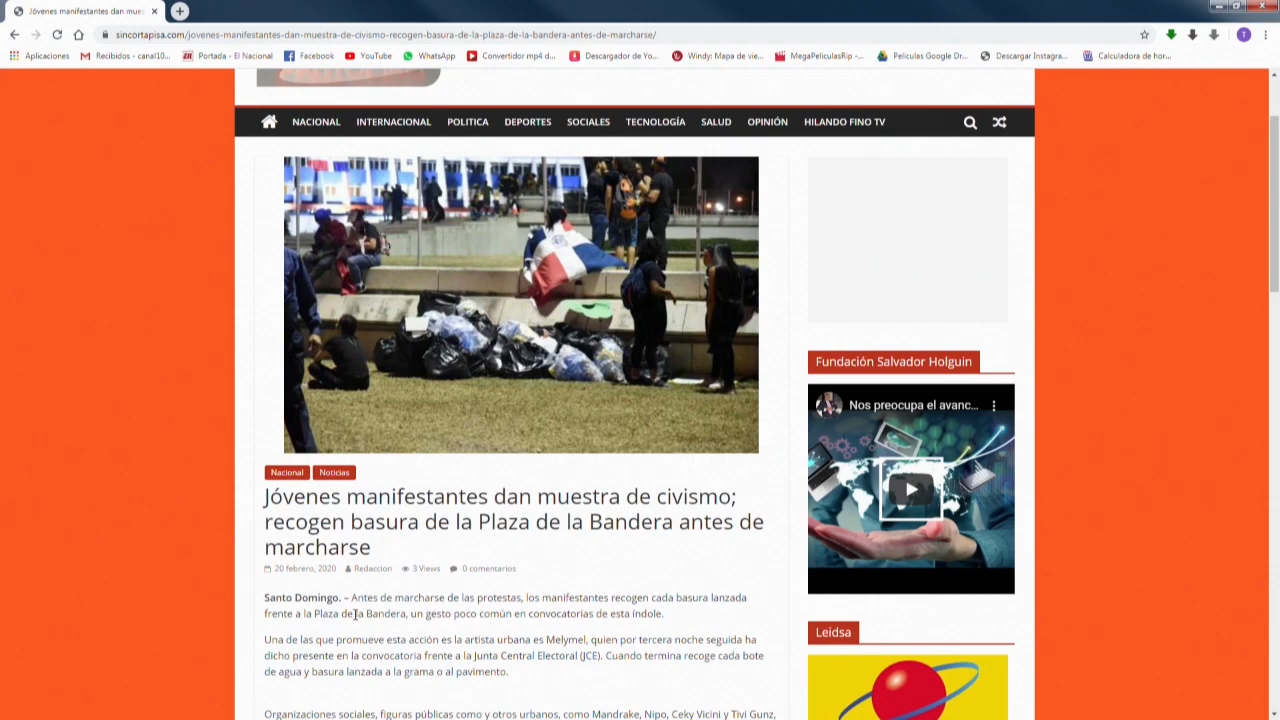 Jóvenes manifestantes dan mues
sincortapisa.com/jovenes-manifestantes-dan-muestra-de-civismo-recogen-basura-de-la-plaza-de-la-bandera-antes-de-marcharse/
T
Aplicaciones
Recibidos - canal10...
Portada - El Nacional
Facebook
YouTube
WhatsApp
Convertidor mp4 d...
Descargador de Yo...
Windy: Mapa de vie...
MegaPeliculasRip -...
Peliculas Google Dr...
Descargar Instagra...
Calculadora de hor...
NACIONAL INTERNACIONAL POLITICA DEPORTES SOCIALES TECNOLOGÍA SALUD OPINIÓN HILANDO FINO TV
Nacional Noticias
Jóvenes manifestantes dan muestra de civismo;
recogen basura de la Plaza de la Bandera antes de
marcharse
20 febrero, 2020 Redaccion 3 Views 0 comentarios
Santo Domingo. – Antes de marcharse de las protestas, los manifestantes recogen cada basura lanzada
frente a la Plaza de la Bandera, un gesto poco común en convocatorias de esta índole.
Una de las que promueve esta acción es la artista urbana es Melymel, quien por tercera noche seguida ha
dicho presente en la convocatoria frente a la Junta Central Electoral (JCE). Cuando termina recoge cada bote
de agua y basura lanzada a la grama o al pavimento.
Organizaciones sociales, figuras públicas como y otros urbanos, como Mandrake, Nipo, Ceky Vicini y Tivi Gunz,
Fundación Salvador Holguin
Nos preocupa el avanc...
Leidsa